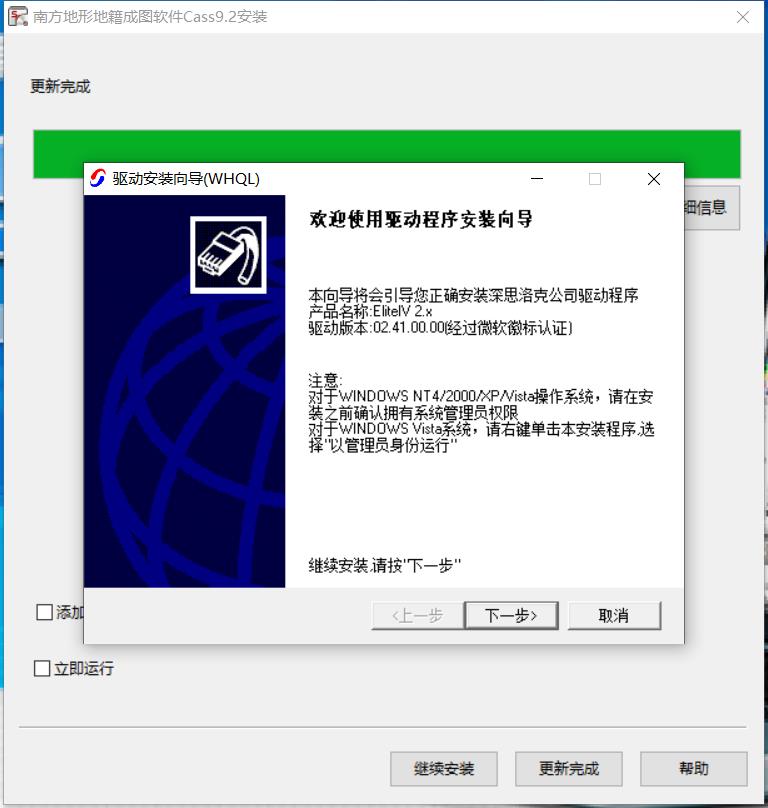 南方地形地籍成图软件Cass9.2安装
更新完成
驱动安装向导(WHQL)
细信息
欢迎使用驱动程序安装向导
本向导将会引导您正确安装深思洛克公司驱动程序
产品名称:EliteIV 2.x
驱动版本:02.41.00.00(经过微软徽标认证)
注意:
对于WINDOWS NT4/2000/XP/Vista操作系统，请在安
装之前确认拥有系统管理员权限
对于WINDOWS Vista系统，请右键单击本安装程序,选
择"以管理员身份运行"
继续安装,请按"下一步"
添加
<上一步 下一步> 取消
立即运行
继续安装 更新完成 帮助